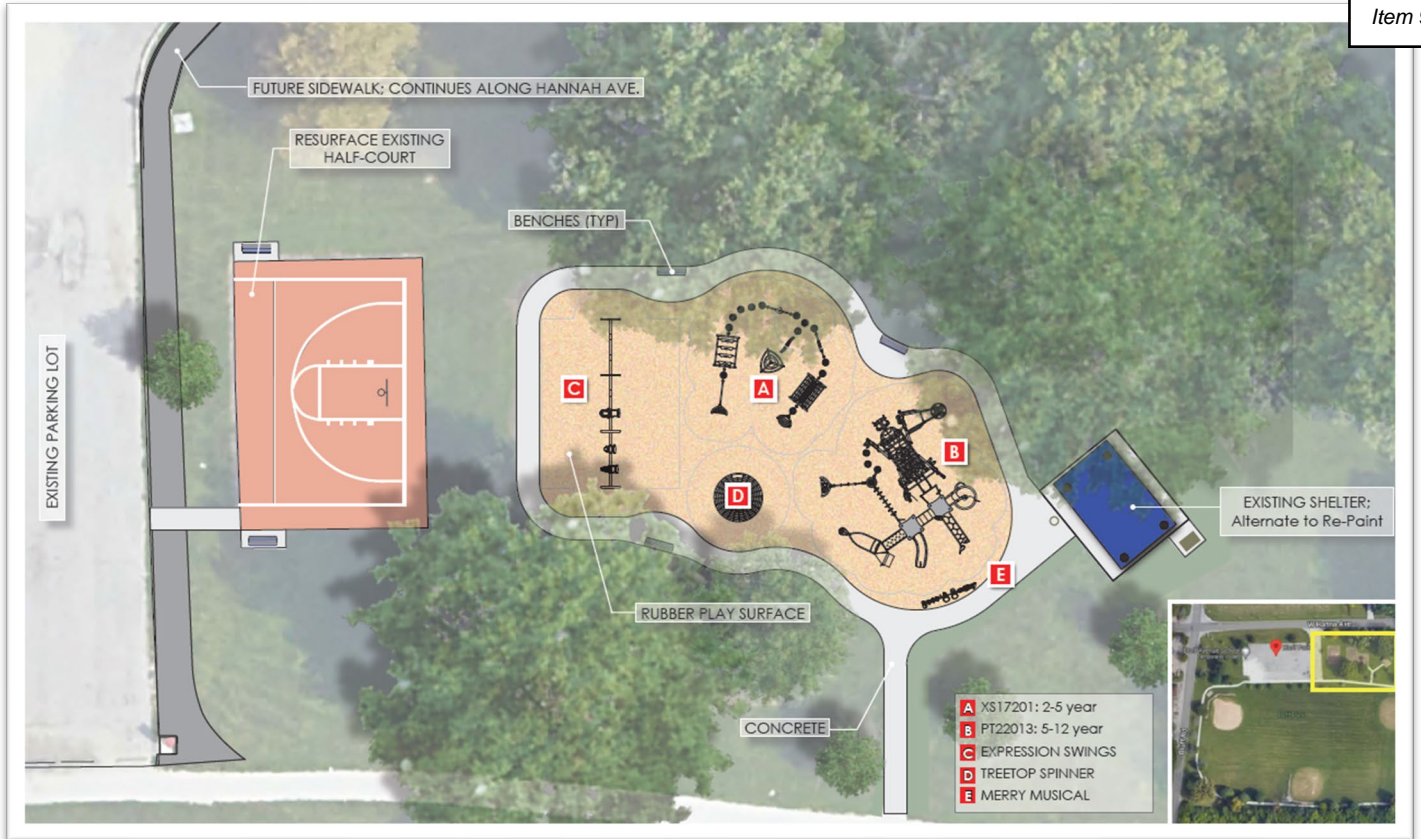 Item
FUTURE SIDEWALK; CONTINUES ALONG HANNAH AVE.
RESURFACE EXISTING
HALF-COURT
BENCHES (TYP)
EXISTING PARKING LOT
C
A
B
D
E
EXISTING SHELTER;
Alternate to Re-Paint
RUBBER PLAY SURFACE
CONCRETE
A XS17201: 2-5 year
B PT22013: 5-12 year
C EXPRESSION SWINGS
D TREETOP SPINNER
E MERRY MUSICAL